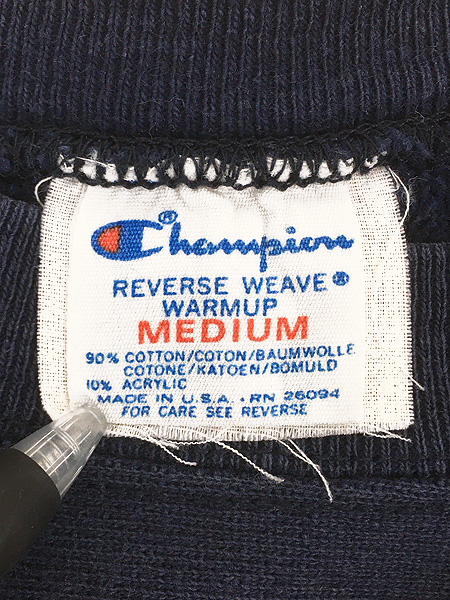 Champion®
REVERSE WEAVE®
WARMUP
MEDIUM
90% COTTON/COTON/BAUMWOLLE
COTONE/KATOEN/BOMULD
10% ACRYLIC
MADE IN U.S.A. • RN 26094
FOR CARE SEE REVERSE